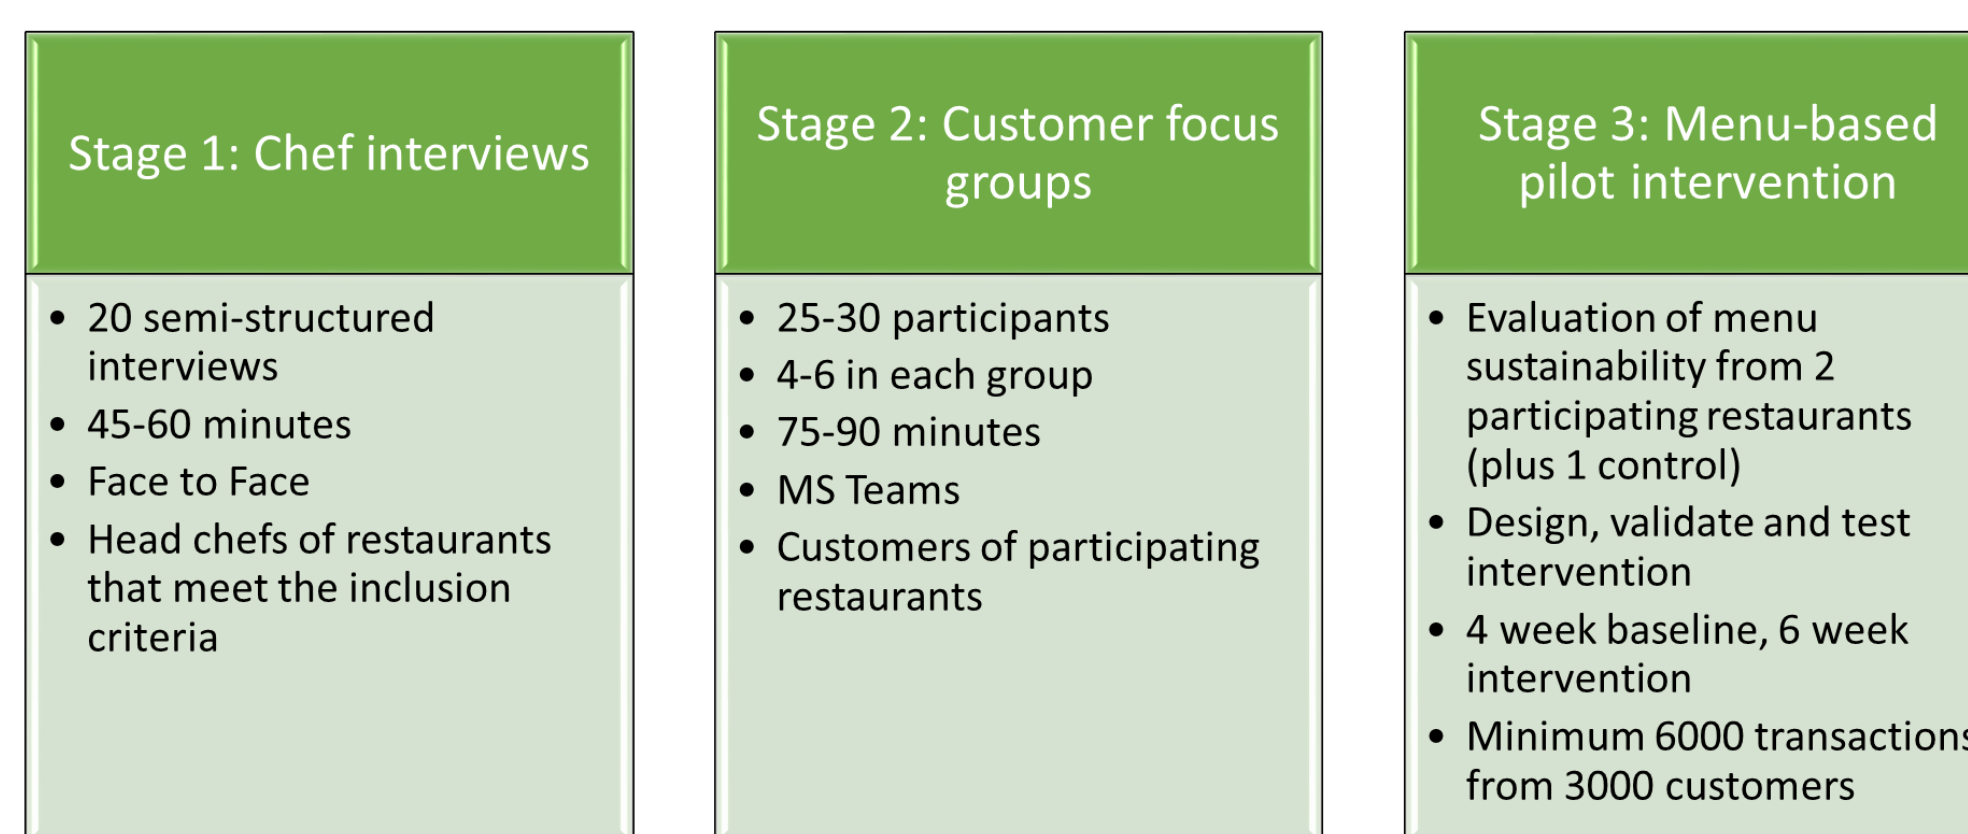 Stage 1: Chef interviews
• 20 semi-structured
interviews
• 45-60 minutes
• Face to Face
• Head chefs of restaurants
that meet the inclusion
criteria
Stage 2: Customer focus
groups
• 25-30 participants
• 4-6 in each group
• 75-90 minutes
• MS Teams
• Customers of participating
restaurants
Stage 3: Menu-based
pilot intervention
• Evaluation of menu
sustainability from 2
participating restaurants
(plus 1 control)
• Design, validate and test
intervention
• 4 week baseline, 6 week
intervention
• Minimum 6000 transactions
from 3000 customers